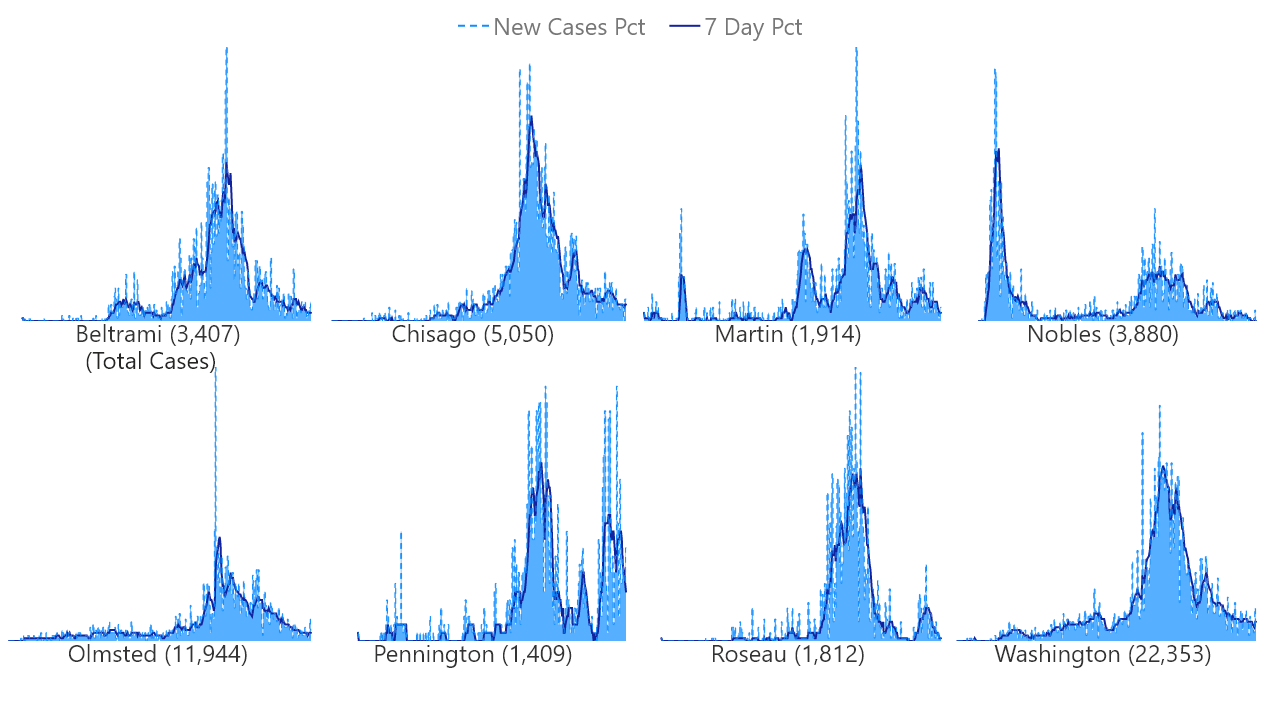 New Cases Pct 7 Day Pct
Beltrami (3,407) Chisago (5,050) Martin (1,914) Nobles (3,880)
(Total Cases)
Olmsted (11,944) Pennington (1,409) Roseau (1,812) Washington (22,353)